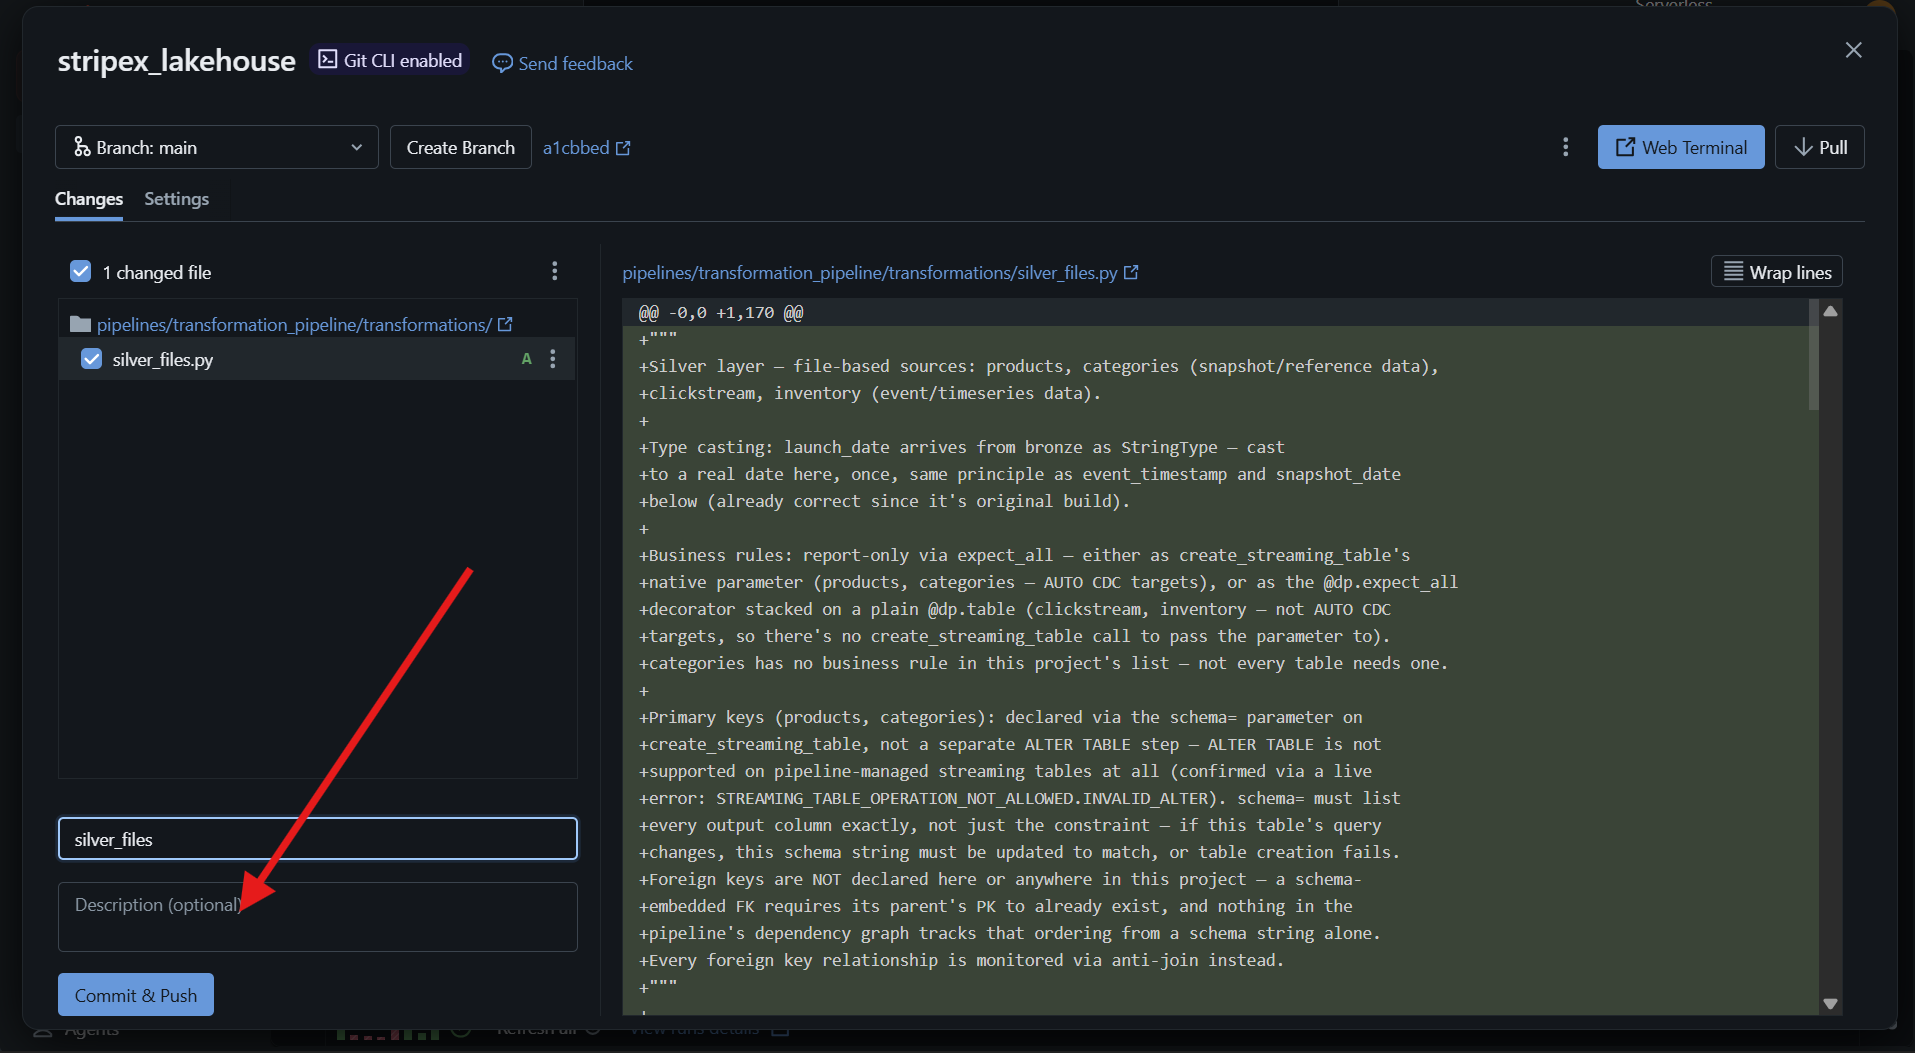 Serverless
stripex_lakehouse
Git CLI enabled
Send feedback
Branch: main
Create Branch
a1cbbed
Web Terminal
Pull
Changes
Settings
1 changed file
pipelines/transformation_pipeline/transformations/
silver_files.py
A
silver_files
Description (optional)
Commit & Push
pipelines/transformation_pipeline/transformations/silver_files.py
Wrap lines
@@ -0,0 +1,170 @@
+"""
+Silver layer — file-based sources: products, categories (snapshot/reference data),
+clickstream, inventory (event/timeseries data).
+
+Type casting: launch_date arrives from bronze as StringType — cast
+to a real date here, once, same principle as event_timestamp and snapshot_date
+below (already correct since it's original build).
+
+Business rules: report-only via expect_all — either as create_streaming_table's
+native parameter (products, categories — AUTO CDC targets), or as the @dp.expect_all
+decorator stacked on a plain @dp.table (clickstream, inventory — not AUTO CDC
+targets, so there's no create_streaming_table call to pass the parameter to).
+categories has no business rule in this project's list — not every table needs one.
+
+Primary keys (products, categories): declared via the schema= parameter on
+create_streaming_table, not a separate ALTER TABLE step — ALTER TABLE is not
+supported on pipeline-managed streaming tables at all (confirmed via a live
+error: STREAMING_TABLE_OPERATION_NOT_ALLOWED.INVALID_ALTER). schema= must list
+every output column exactly, not just the constraint — if this table's query
+changes, this schema string must be updated to match, or table creation fails.
+Foreign keys are NOT declared here or anywhere in this project — a schema-
+embedded FK requires its parent's PK to already exist, and nothing in the
+pipeline's dependency graph tracks that ordering from a schema string alone.
+Every foreign key relationship is monitored via anti-join instead.
+"""
Agents
Refresh all
View runs details